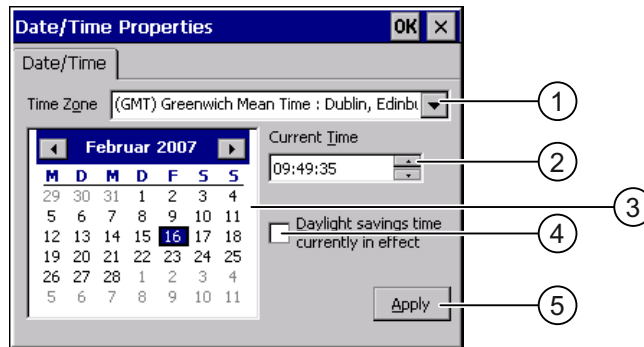 Date/Time Properties OK ×
Date/Time
Time Zone (GMT) Greenwich Mean Time : Dublin, Edinbu 1
Februar 2007 Current Time
M D M D F S S 09:49:35 2
29 30 31 1 2 3 4
5 6 7 8 9 10 11 3
12 13 14 15 16 17 18 Daylight savings time
currently in effect 4
19 20 21 22 23 24 25
26 27 28 1 2 3 4
5 6 7 8 9 10 11 Apply 5